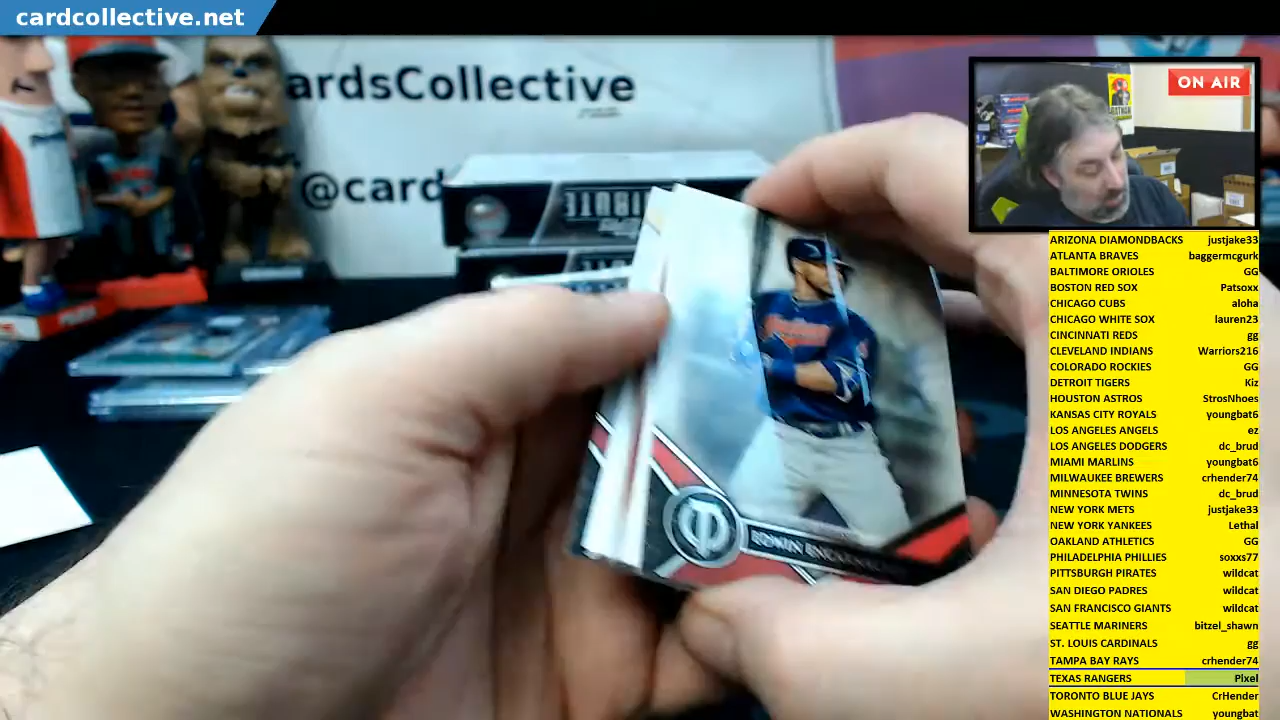 cardcollective.net
ardsCollective
@card
ON AIR
EDWIN ENCA
ARIZONA DIAMONDBACKS justjake33
ATLANTA BRAVES baggermcgurk
BALTIMORE ORIOLES GG
BOSTON RED SOX Patsoxx
CHICAGO CUBS aloha
CHICAGO WHITE SOX lauren23
CINCINNATI REDS gg
CLEVELAND INDIANS Warriors216
COLORADO ROCKIES GG
DETROIT TIGERS Kiz
HOUSTON ASTROS StrosNhoes
KANSAS CITY ROYALS youngbat6
LOS ANGELES ANGELS ez
LOS ANGELES DODGERS dc_brud
MIAMI MARLINS youngbat6
MILWAUKEE BREWERS crhender74
MINNESOTA TWINS dc_brud
NEW YORK METS justjake33
NEW YORK YANKEES Lethal
OAKLAND ATHLETICS GG
PHILADELPHIA PHILLIES soxxs77
PITTSBURGH PIRATES wildcat
SAN DIEGO PADRES wildcat
SAN FRANCISCO GIANTS wildcat
SEATTLE MARINERS bitzel_shawn
ST. LOUIS CARDINALS gg
TAMPA BAY RAYS crhender74
TEXAS RANGERS Pixel
TORONTO BLUE JAYS CrHender
WASHINGTON NATIONALS youngbat